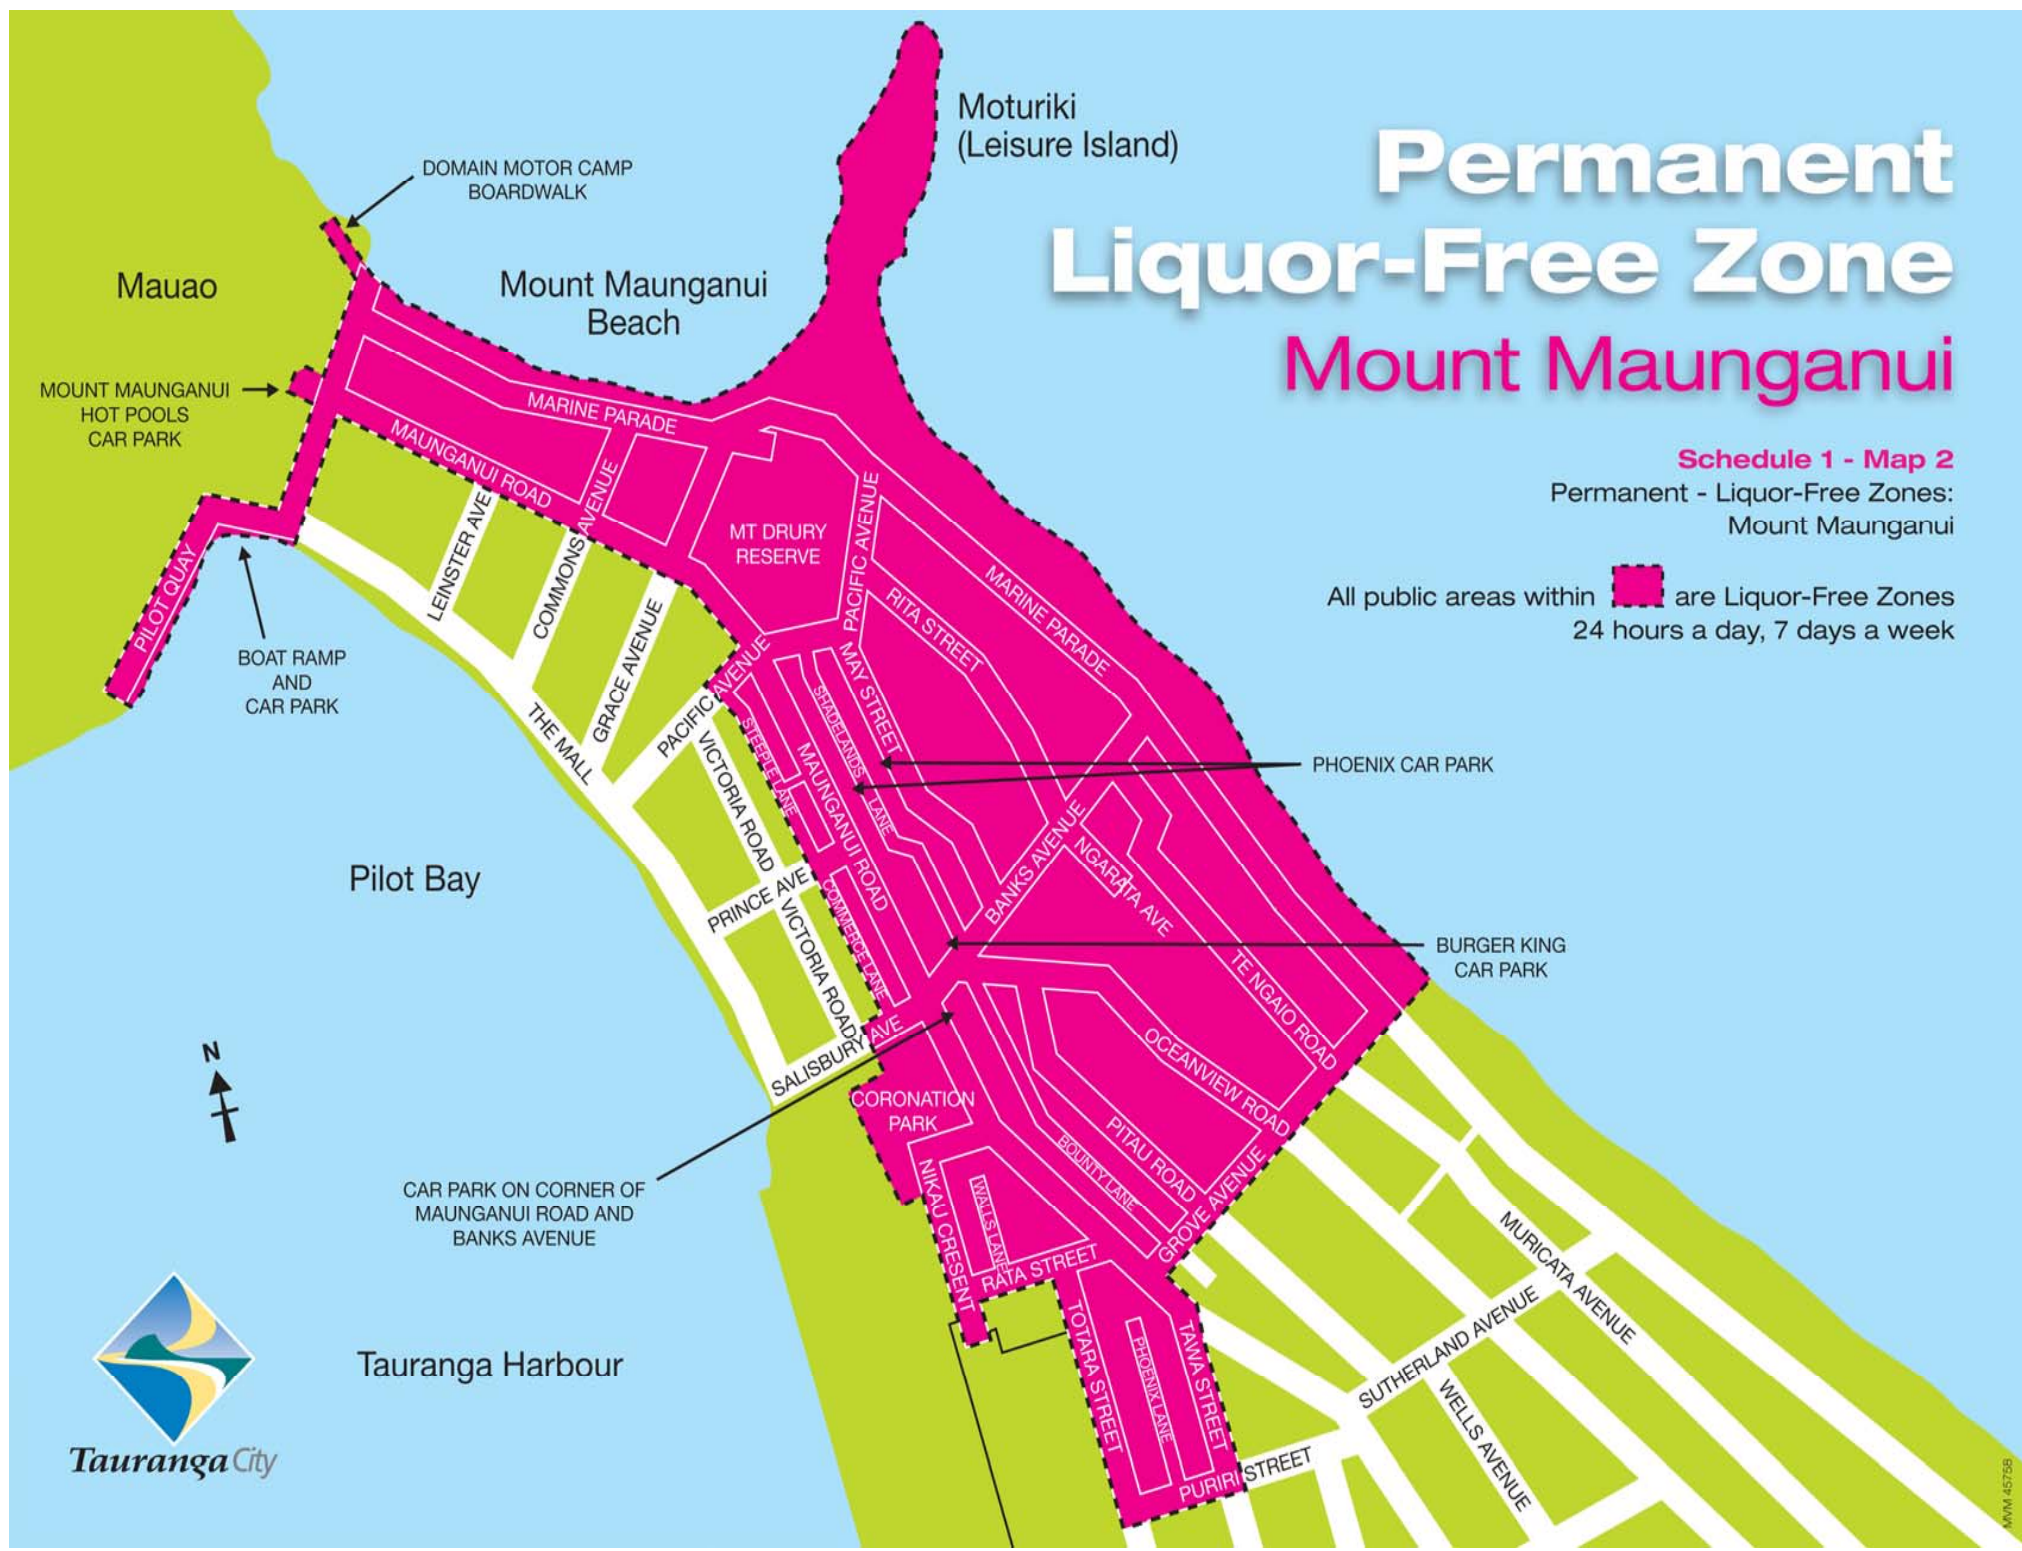 Moturiki
(Leisure Island)
Permanent
Liquor-Free Zone
Mount Maunganui
Schedule 1 - Map 2
Permanent - Liquor-Free Zones:
Mount Maunganui
All public areas within are Liquor-Free Zones
24 hours a day, 7 days a week
DOMAIN MOTOR CAMP
BOARDWALK
Mauao
Mount Maunganui
Beach
MOUNT MAUNGANUI
HOT POOLS
CAR PARK
MARINE PARADE
MAUNGANUI ROAD
LEINSTER AVE
COMMONS AVENUE
GRACE AVENUE
MT DRURY
RESERVE
PACIFIC AVENUE
MARINE PARADE
RITA STREET
PILOT QUAY
BOAT RAMP
AND
CAR PARK
THE MALL
PACIFIC AVENUE
MAY STREET
SHADELANDS LANE
STEEPLE LANE
MAUNGANUI ROAD
VICTORIA ROAD
PHOENIX CAR PARK
BANKS AVENUE
NGARATA AVE
Pilot Bay
PRINCE AVE
VICTORIA ROAD
COMMERCE LANE
BURGER KING
CAR PARK
TE NGAIO ROAD
SALISBURY AVE
OCEANVIEW ROAD
N
CORONATION
PARK
PITAU ROAD
BOUNTY LANE
GROVE AVENUE
CAR PARK ON CORNER OF
MAUNGANUI ROAD AND
BANKS AVENUE
NIKAU CRESENT
WALLS LANE
RATA STREET
MURICATA AVENUE
SUTHERLAND AVENUE
WELLS AVENUE
Tauranga Harbour
TOTARA STREET
PHOENIX LANE
TAWA STREET
PURIRI STREET
Tauranga City
MVM 45758